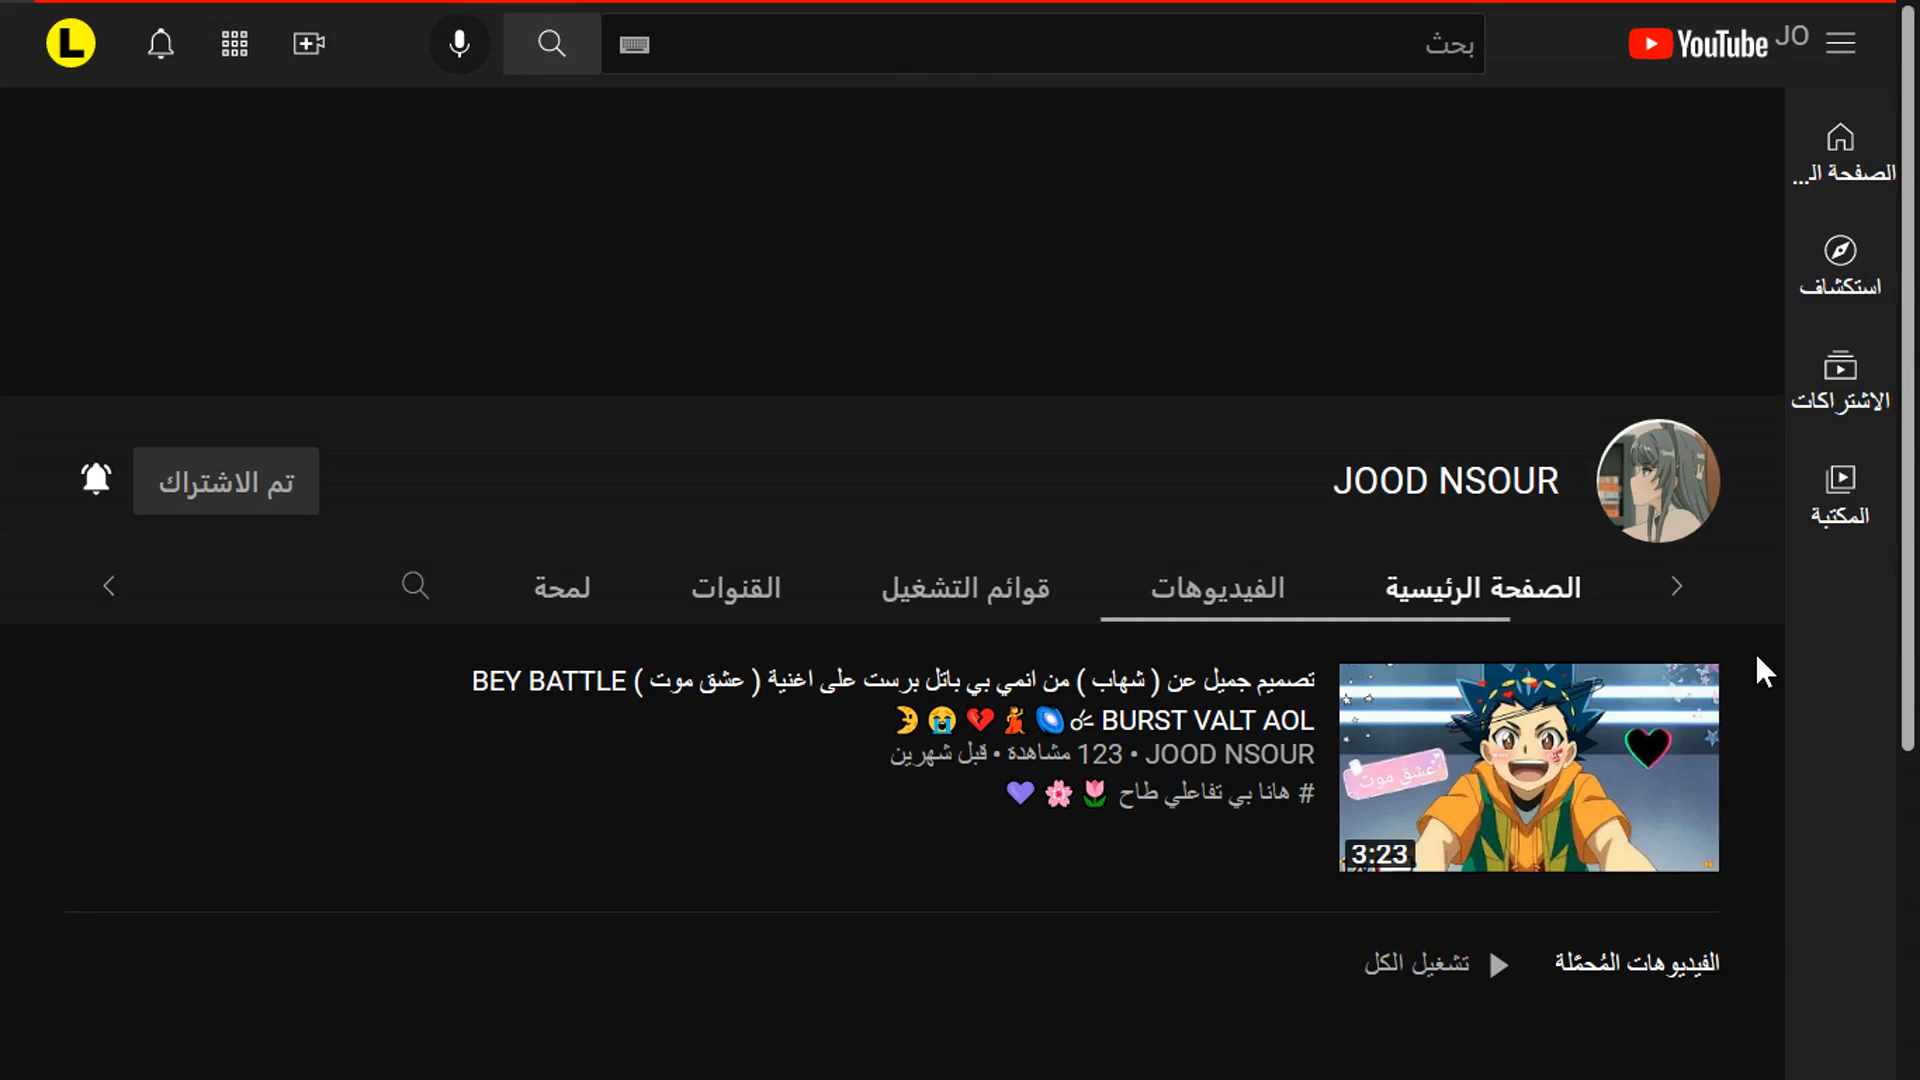 YouTube JO
بحث
L
الصفحة الـ...
استكشاف
الاشتراكات
المكتبة
JOOD NSOUR
تم الاشتراك
الصفحة الرئيسية
الفيديوهات
قوائم التشغيل
القنوات
لمحة
تصميم جميل عن ( شهاب ) من انمي بي باتل برست على اغنية ( عشق موت ) BEY BATTLE
BURST VALT AOL ☄ 🌀 💃 💔 😭 🌛
JOOD NSOUR • 123 مشاهدة • قبل شهرين
# هانا بي تفاعلي طاح 🌷 🌸 💜
عشق موت
3:23
الفيديوهات المُحمَّلة
تشغيل الكل